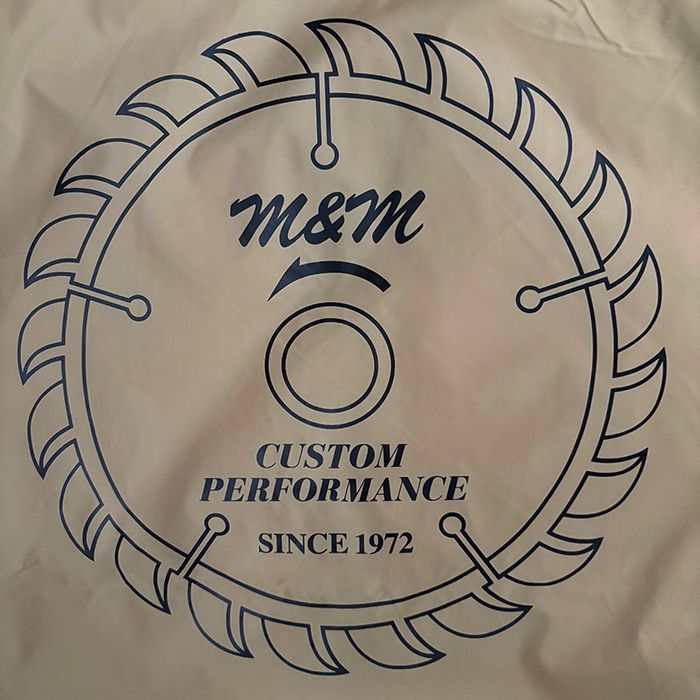 M&M
CUSTOM
PERFORMANCE
SINCE 1972